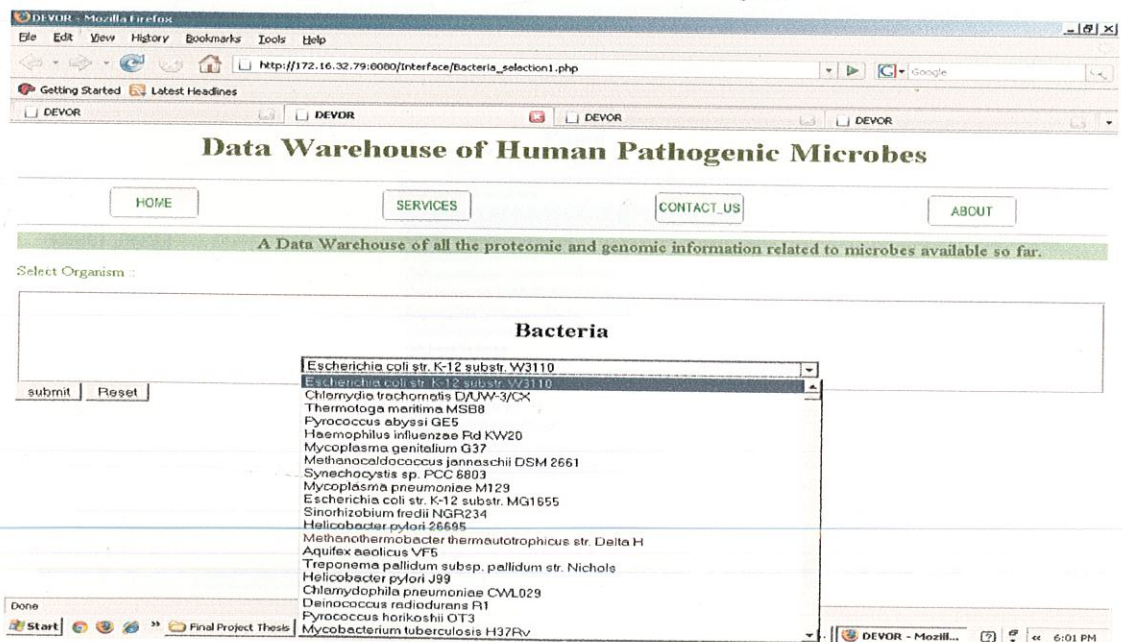 DEVOR - Mozilla Firefox
File Edit View History Bookmarks Tools Help
http://172.16.32.79:8080/Interface/Bacteria_selection1.php
Google
Getting Started Latest Headlines
DEVOR DEVOR DEVOR DEVOR
Data Warehouse of Human Pathogenic Microbes
HOME SERVICES CONTACT_US ABOUT
A Data Warehouse of all the proteomic and genomic information related to microbes available so far.
Select Organism ::
Bacteria
Escherichia coli str. K-12 substr. W3110
submit Reset
Escherichia coli str. K-12 substr. W3110
Chlamydia trachomatis D/UW-3/CX
Thermotoga maritima MSB8
Pyrococcus abyssi GE5
Haemophilus influenzae Rd KW20
Mycoplasma genitalium G37
Methanocaldococcus jannaschii DSM 2661
Synechocystis sp. PCC 6803
Mycoplasma pneumoniae M129
Escherichia coli str. K-12 substr. MG1655
Sinorhizobium fredii NGR234
Helicobacter pylori 26695
Methanothermobacter thermautotrophicus str. Delta H
Aquifex aeolicus VF5
Treponema pallidum subsp. pallidum str. Nichols
Helicobacter pylori J99
Chlamydophila pneumoniae CWL029
Deinococcus radiodurans R1
Pyrococcus horikoshii OT3
Mycobacterium tuberculosis H37Rv
Done
Start » Final Project Thesis DEVOR - Mozill... « 6:01 PM